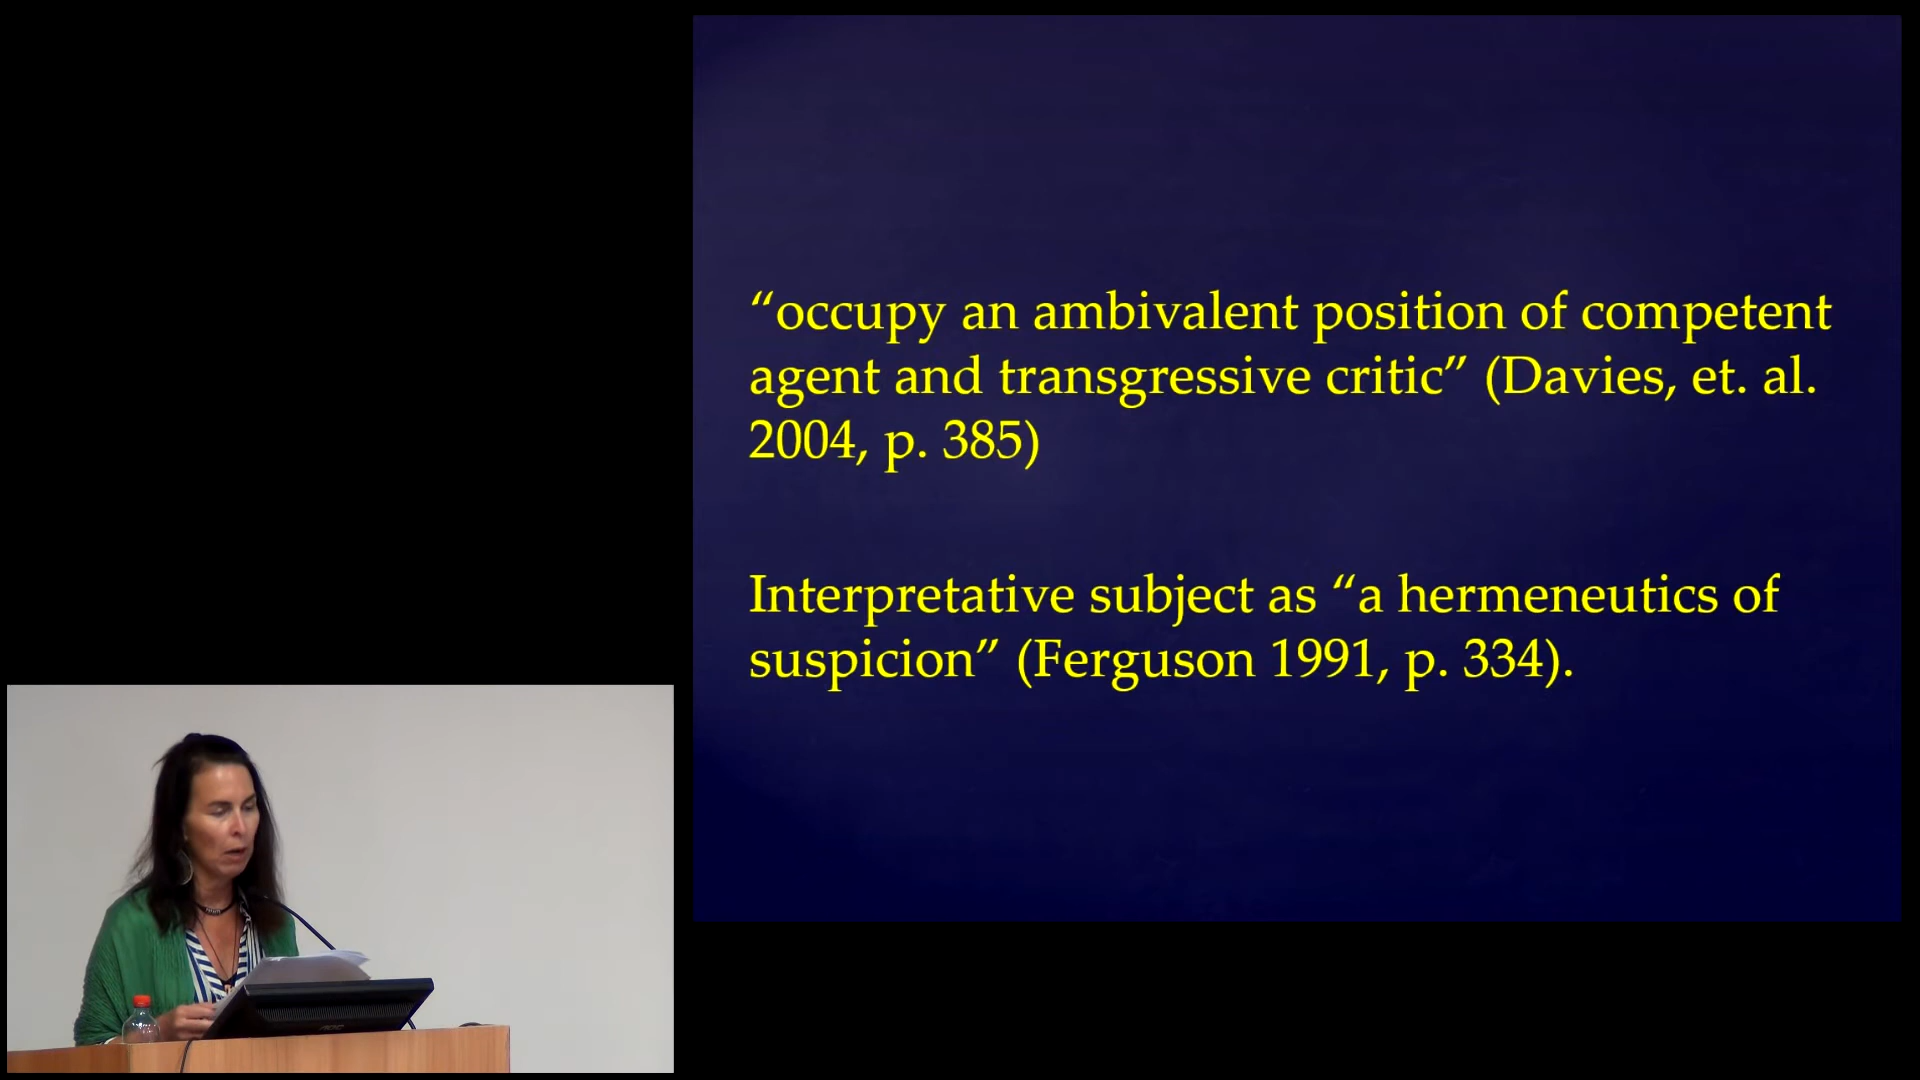 “occupy an ambivalent position of competent
agent and transgressive critic” (Davies, et. al.
2004, p. 385)
Interpretative subject as “a hermeneutics of
suspicion” (Ferguson 1991, p. 334).